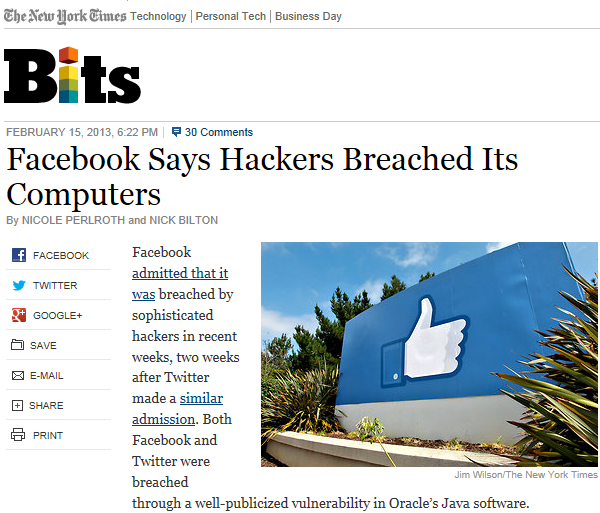 The New York Times Technology | Personal Tech | Business Day
Bits
FEBRUARY 15, 2013, 6:22 PM | 30 Comments
Facebook Says Hackers Breached Its
Computers
By NICOLE PERLROTH and NICK BILTON
FACEBOOK
TWITTER
GOOGLE+
SAVE
E-MAIL
SHARE
PRINT
Facebook
admitted that it
was breached by
sophisticated
hackers in recent
weeks, two weeks
after Twitter
made a similar
admission. Both
Facebook and
Twitter were
breached
through a well-publicized vulnerability in Oracle’s Java software.
Jim Wilson/The New York Times